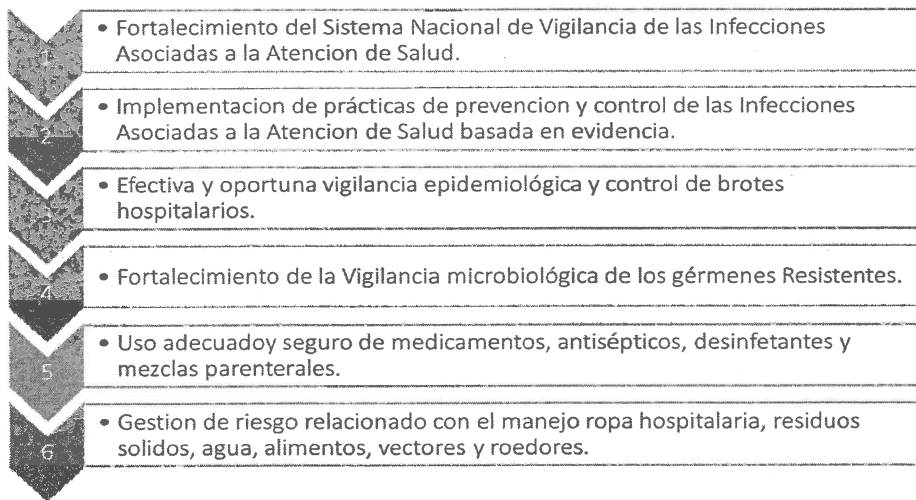 1
• Fortalecimiento del Sistema Nacional de Vigilancia de las Infecciones
Asociadas a la Atencion de Salud.
2
• Implementacion de prácticas de prevencion y control de las Infecciones
Asociadas a la Atencion de Salud basada en evidencia.
3
• Efectiva y oportuna vigilancia epidemiológica y control de brotes
hospitalarios.
4
• Fortalecimiento de la Vigilancia microbiológica de los gérmenes Resistentes.
5
• Uso adecuadoy seguro de medicamentos, antisépticos, desinfetantes y
mezclas parenterales.
6
• Gestion de riesgo relacionado con el manejo ropa hospitalaria, residuos
solidos, agua, alimentos, vectores y roedores.